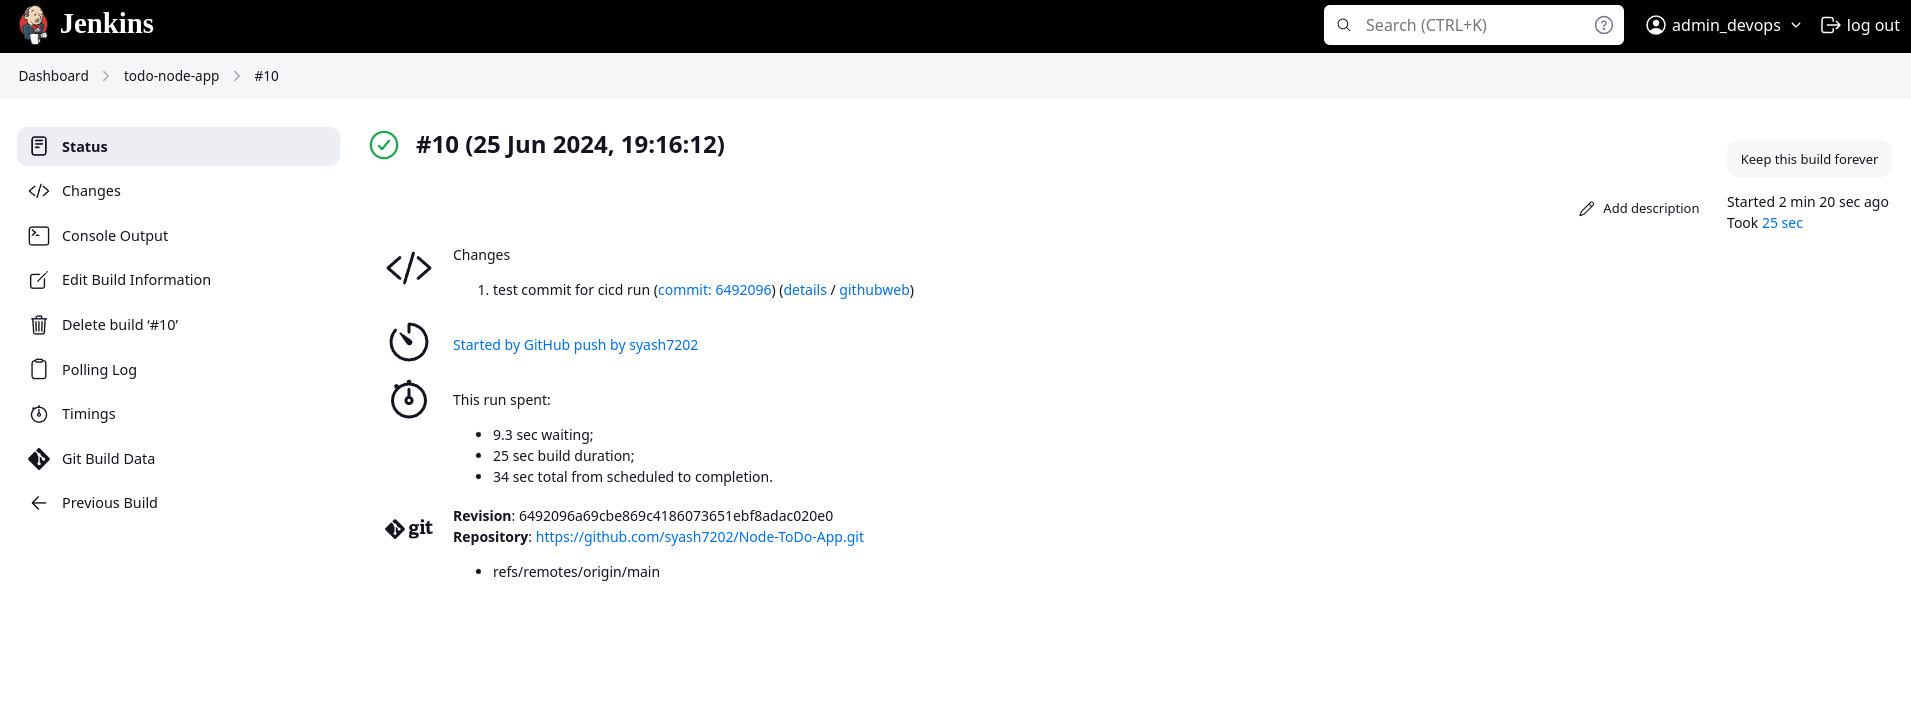 Jenkins
Search (CTRL+K)
admin_devops
log out
Dashboard > todo-node-app > #10
Status
Changes
Console Output
Edit Build Information
Delete build ‘#10’
Polling Log
Timings
Git Build Data
Previous Build
#10 (25 Jun 2024, 19:16:12)
Keep this build forever
Add description
Started 2 min 20 sec ago
Took 25 sec
Changes
1. test commit for cicd run (commit: 6492096) (details / githubweb)
Started by GitHub push by syash7202
This run spent:
• 9.3 sec waiting;
• 25 sec build duration;
• 34 sec total from scheduled to completion.
git
Revision: 6492096a69cbe869c4186073651ebf8adac020e0
Repository: https://github.com/syash7202/Node-ToDo-App.git
• refs/remotes/origin/main